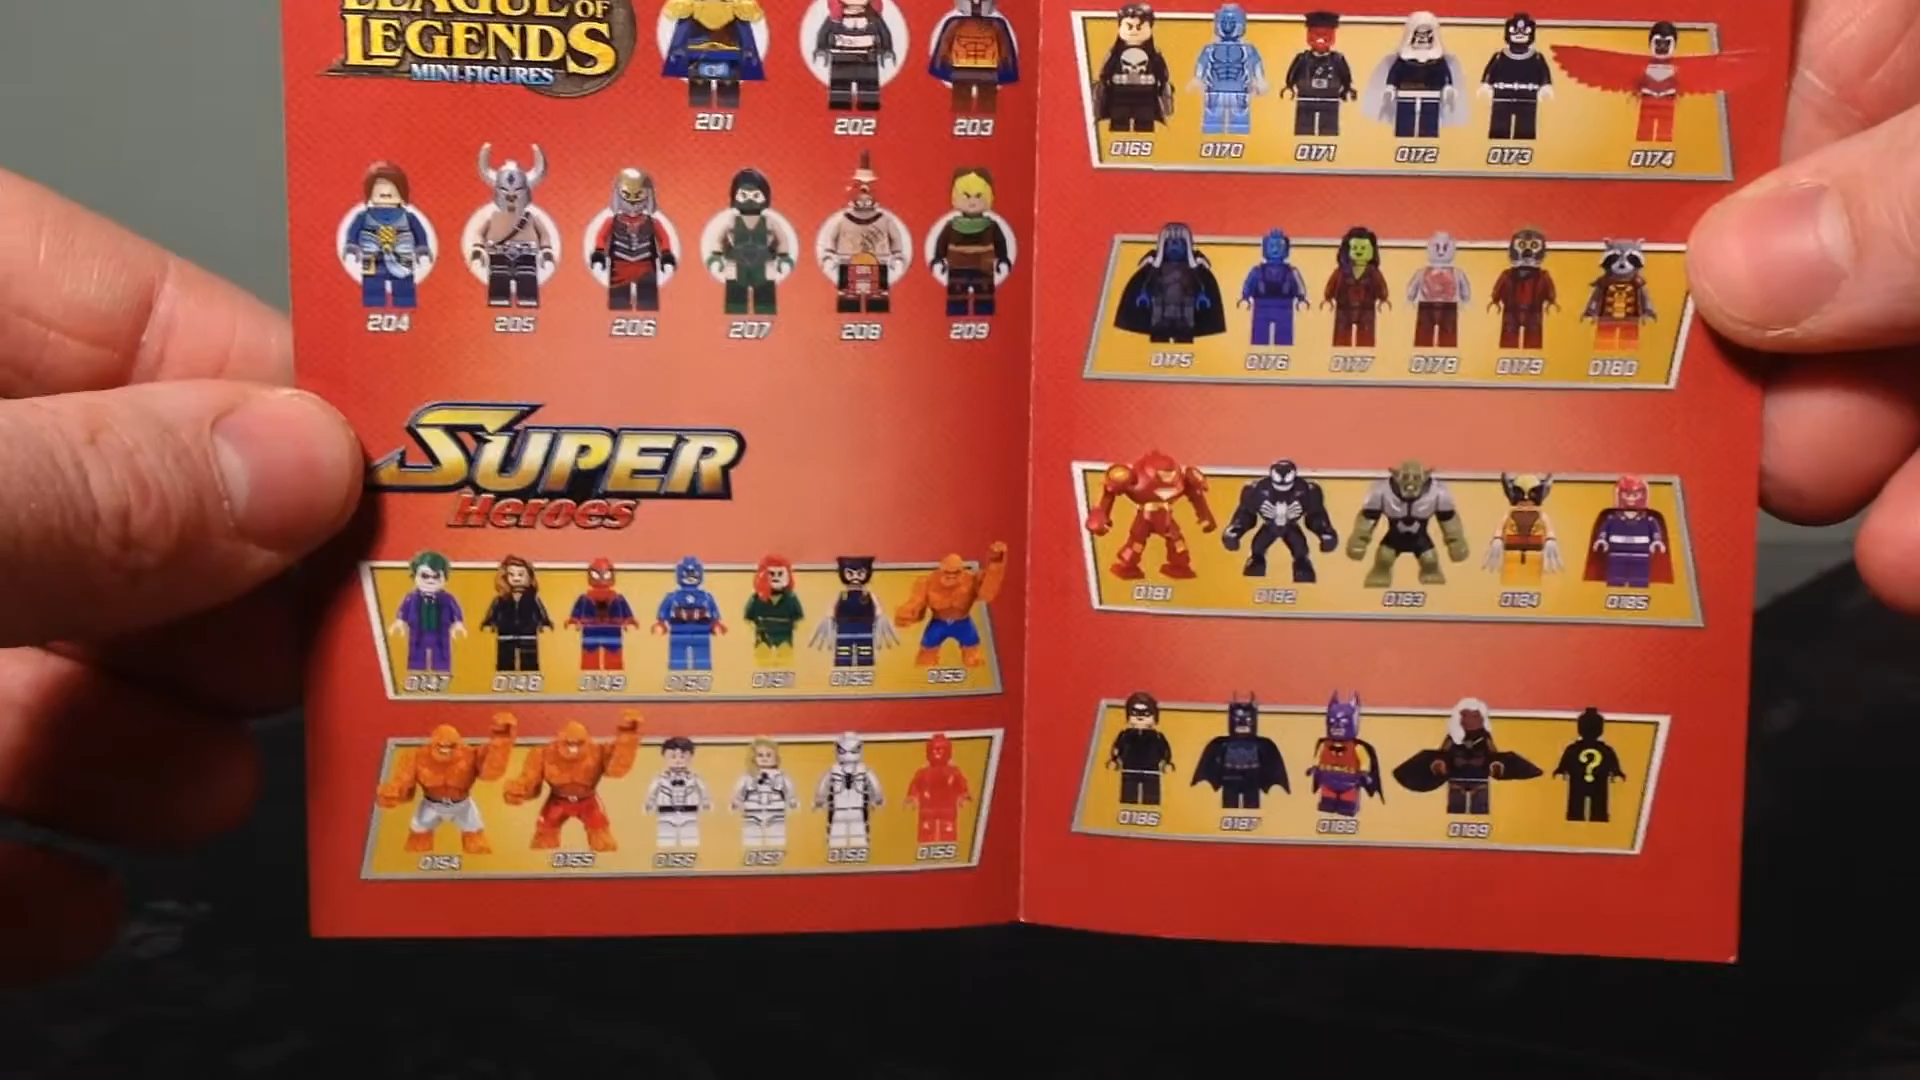 LEAGUE OF
LEGENDS
MINI-FIGURES
201 202 203
204 205 206 207 208 209
SUPER
Heroes
0147 0148 0149 0150 0151 0152 0153
0154 0155 0156 0157 0158 0159
0169 0170 0171 0172 0173 0174
0175 0176 0177 0178 0179 0180
0181 0182 0183 0184 0185
0186 0187 0188 0189
?